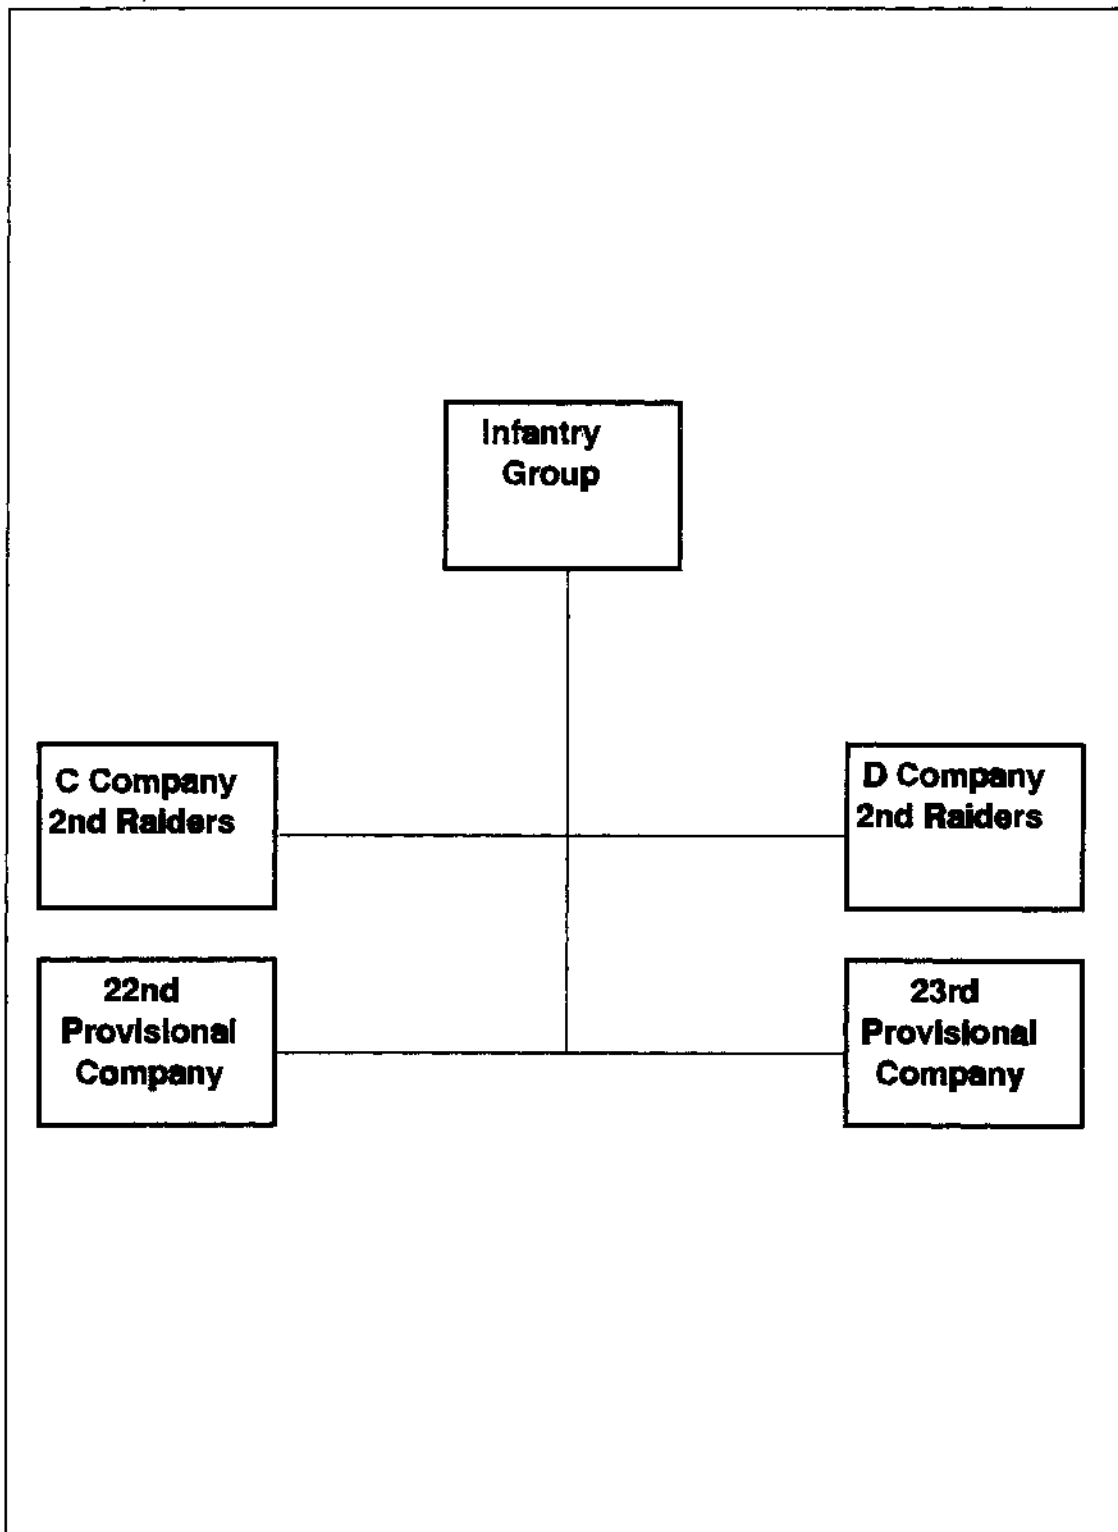 Infantry
Group
C Company
2nd Raiders
D Company
2nd Raiders
22nd
Provisional
Company
23rd
Provisional
Company